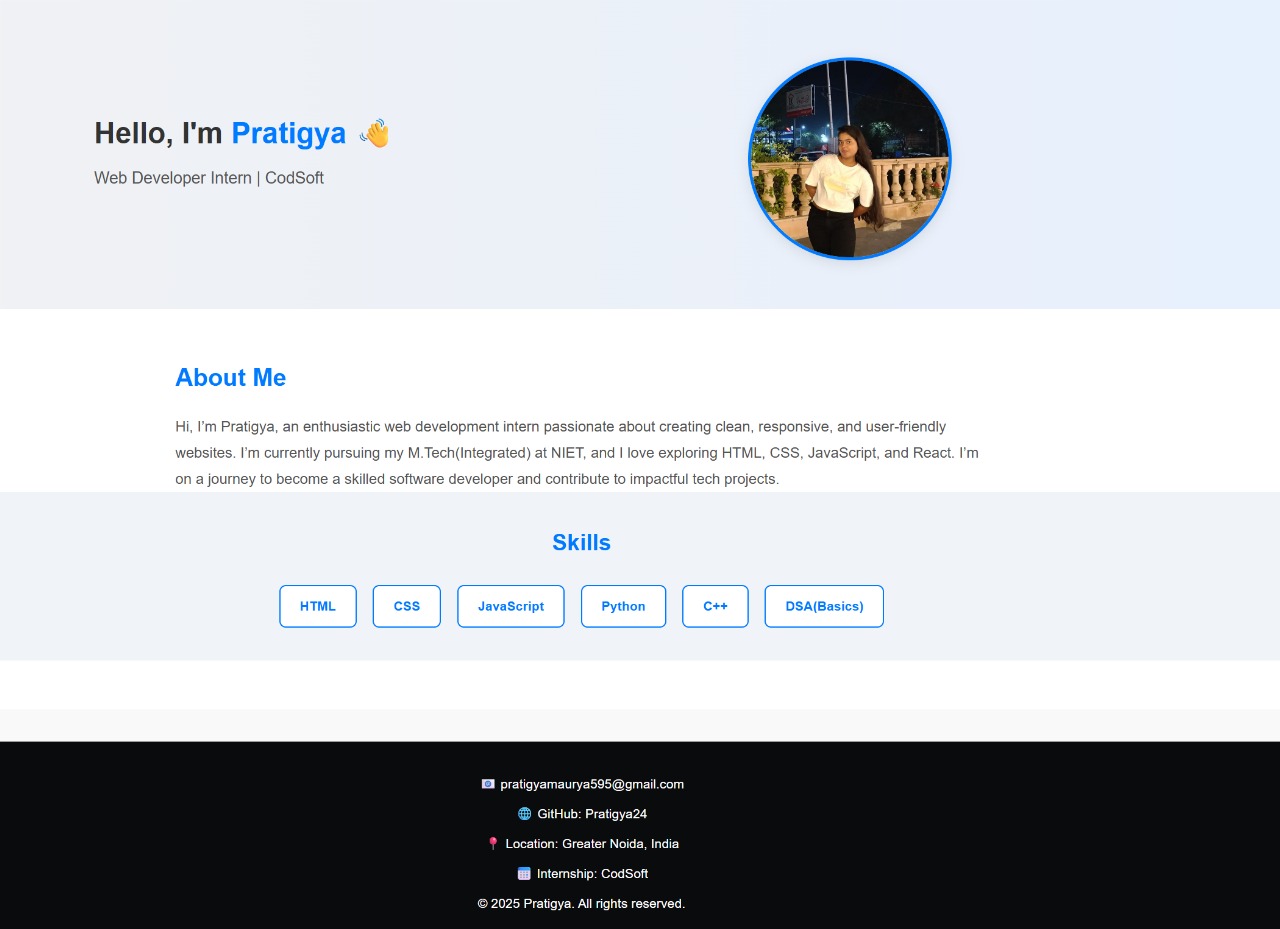 Hello, I'm Pratigya 👋
Web Developer Intern | CodSoft
About Me
Hi, I’m Pratigya, an enthusiastic web development intern passionate about creating clean, responsive, and user-friendly
websites. I’m currently pursuing my M.Tech(Integrated) at NIET, and I love exploring HTML, CSS, JavaScript, and React. I’m
on a journey to become a skilled software developer and contribute to impactful tech projects.
Skills
HTML
CSS
JavaScript
Python
C++
DSA(Basics)
📧 pratigyamaurya595@gmail.com
🌐 GitHub: Pratigya24
📍 Location: Greater Noida, India
📅 Internship: CodSoft
© 2025 Pratigya. All rights reserved.